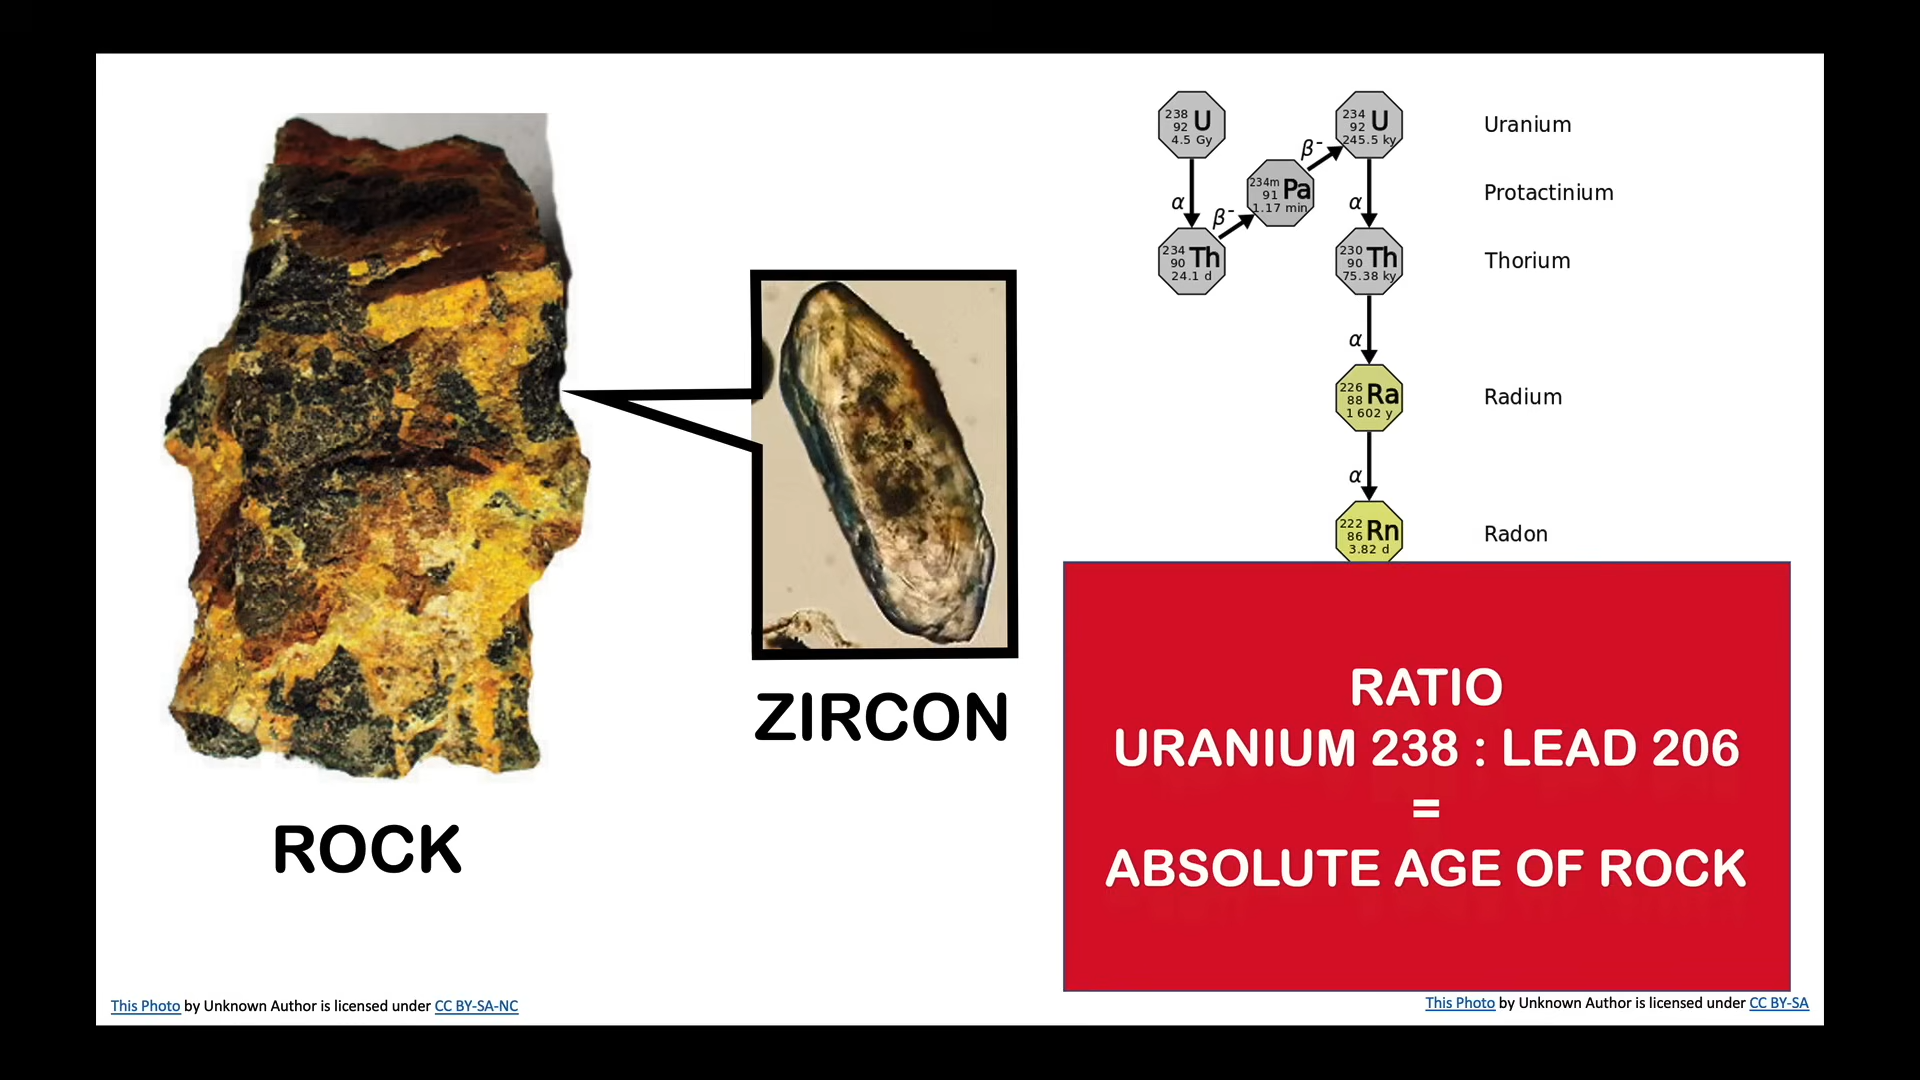 238
92 U
4.5 Gy
234
92 U
245.5 ky
Uranium
β-
234m
91 Pa
1.17 min
Protactinium
α
β-
α
234
90 Th
24.1 d
230
90 Th
75.38 ky
Thorium
α
226
88 Ra
1 602 y
Radium
α
222
86 Rn
3.82 d
Radon
ZIRCON
ROCK
RATIO
URANIUM 238 : LEAD 206
=
ABSOLUTE AGE OF ROCK
This Photo by Unknown Author is licensed under CC BY-SA-NC
This Photo by Unknown Author is licensed under CC BY-SA